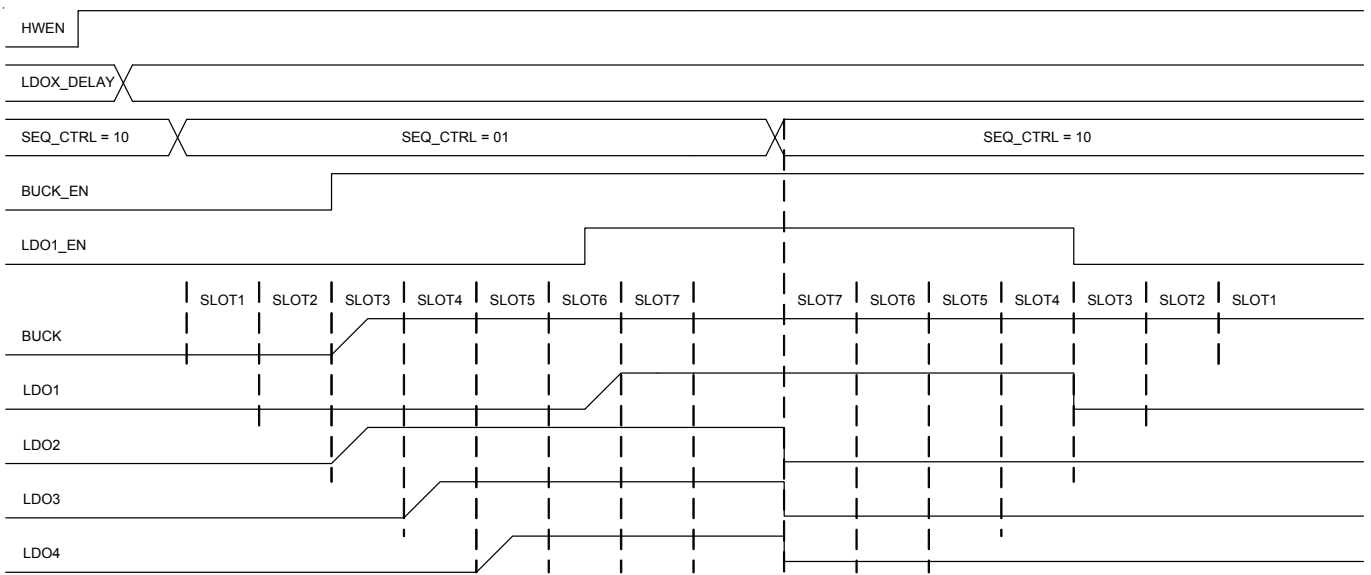 HWEN
LDOX_DELAY
SEQ_CTRL = 10 SEQ_CTRL = 01 SEQ_CTRL = 10
BUCK_EN
LDO1_EN
SLOT1 SLOT2 SLOT3 SLOT4 SLOT5 SLOT6 SLOT7 SLOT7 SLOT6 SLOT5 SLOT4 SLOT3 SLOT2 SLOT1
BUCK
LDO1
LDO2
LDO3
LDO4